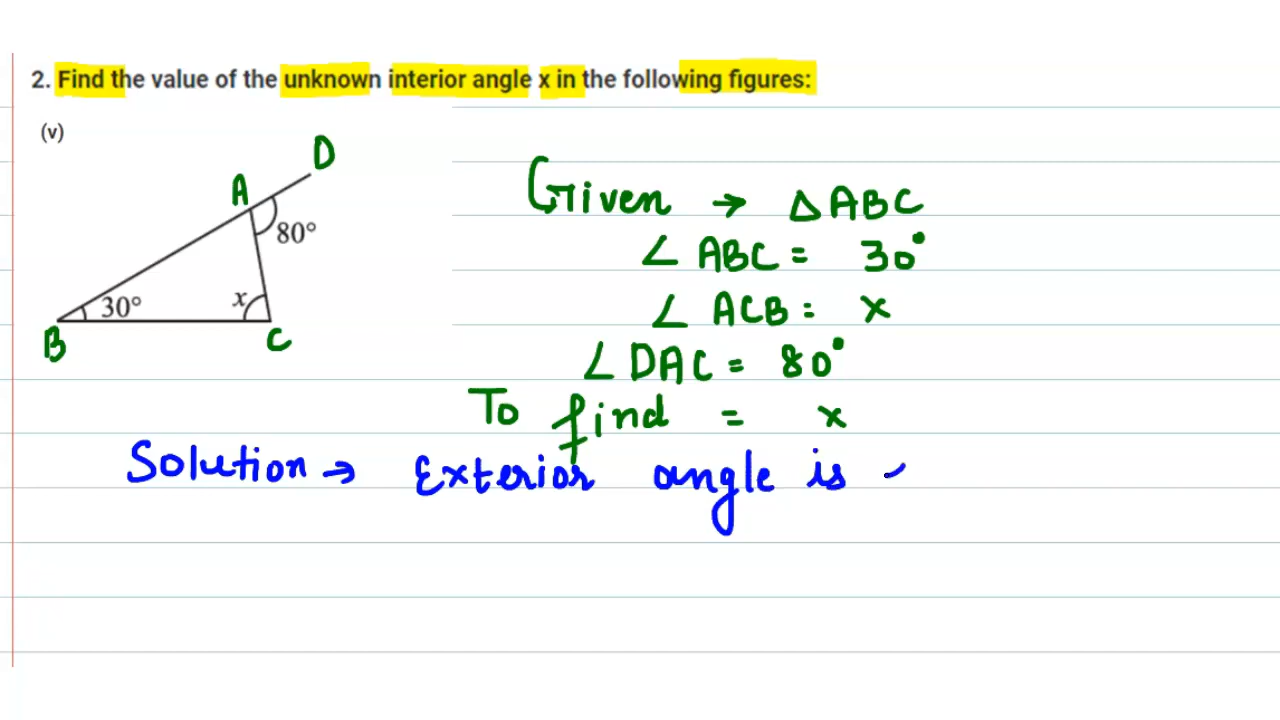 2. Find the value of the unknown interior angle x in the following figures:
(v)
D
A
80°
30°
x
B
C
Given → △ABC
∠ABC = 30°
∠ACB = x
∠DAC = 80°
To find = x
Solution → Exterior angle is